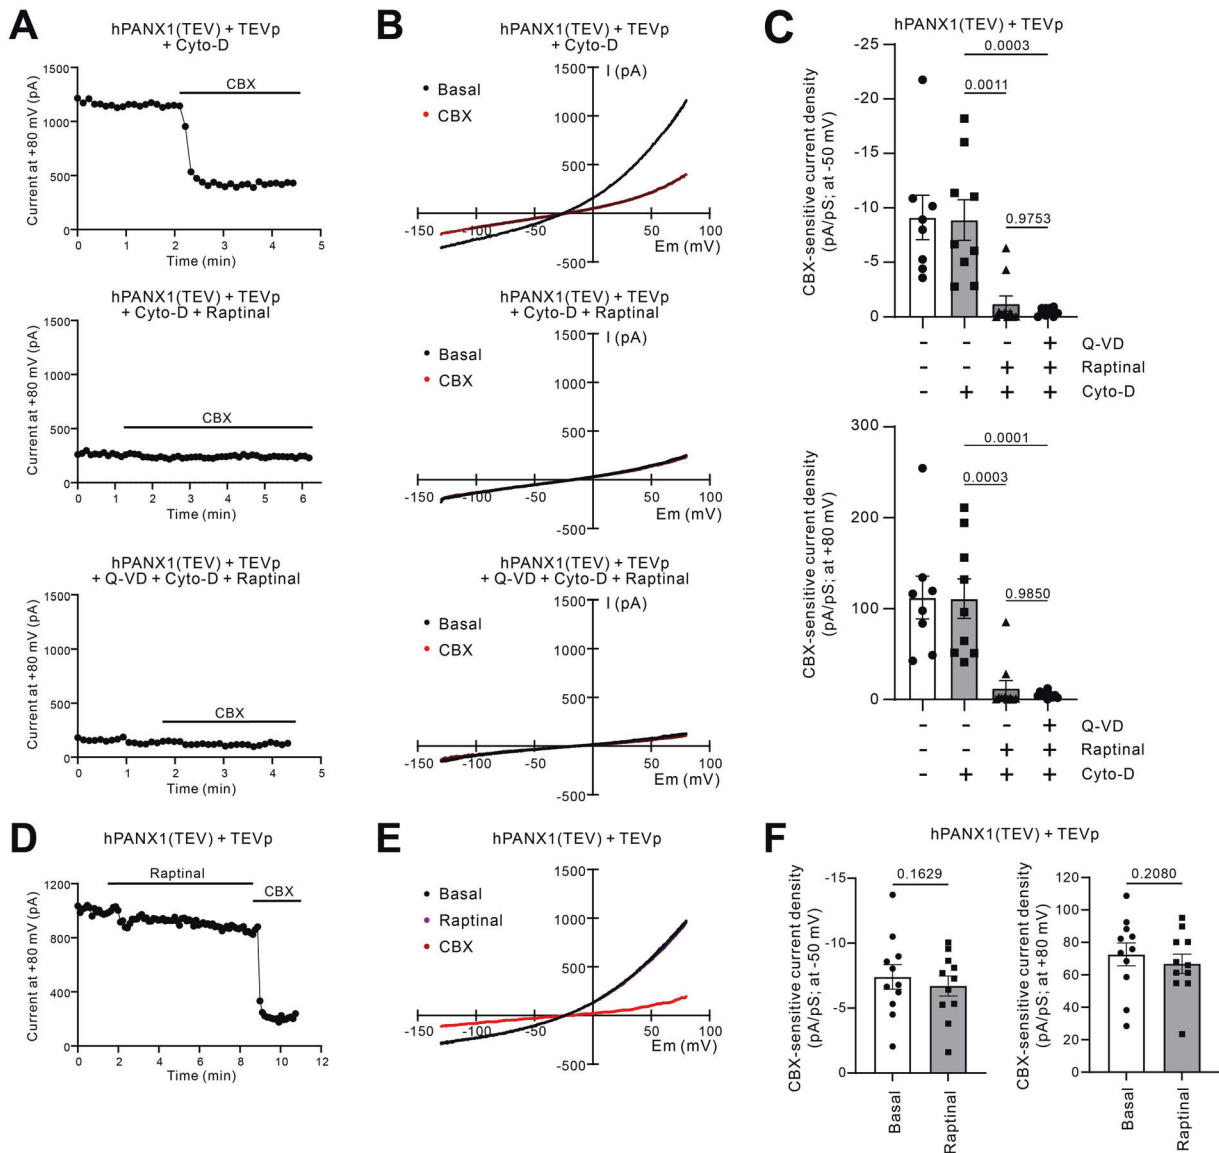 A
hPANX1(TEV) + TEVp
+ Cyto-D
Current at +80 mV (pA)
1500
1000
500
0
CBX
0 1 2 3 4 5
Time (min)
hPANX1(TEV) + TEVp
+ Cyto-D + Raptinal
Current at +80 mV (pA)
1500
1000
500
0
CBX
0 1 2 3 4 5 6 7
Time (min)
hPANX1(TEV) + TEVp
+ Q-VD + Cyto-D + Raptinal
Current at +80 mV (pA)
1500
1000
500
0
CBX
0 1 2 3 4 5
Time (min)
B
hPANX1(TEV) + TEVp
+ Cyto-D
1500
I (pA)
Basal
CBX
1000
500
-150 -100 -50 50 100
Em (mV)
-500
hPANX1(TEV) + TEVp
+ Cyto-D + Raptinal
1500
I (pA)
Basal
CBX
1000
500
-150 -100 -50 50 100
Em (mV)
-500
hPANX1(TEV) + TEVp
+ Q-VD + Cyto-D + Raptinal
1500
I (pA)
Basal
CBX
1000
500
-150 -100 -50 50 100
Em (mV)
-500
C
CBX-sensitive current density
(pA/pS; at -50 mV)
-25
-20
-15
-10
-5
0
0.0003
0.0011
0.9753
- - - + Q-VD
- - + + Raptinal
- + + + Cyto-D
CBX-sensitive current density
(pA/pS; at +80 mV)
300
200
100
0
0.0001
0.0003
0.9850
- - - + Q-VD
- - + + Raptinal
- + + + Cyto-D
D
hPANX1(TEV) + TEVp
Current at +80 mV (pA)
1200
900
600
300
0
Raptinal
CBX
0 2 4 6 8 10 12
Time (min)
E
hPANX1(TEV) + TEVp
1500
I (pA)
Basal
Raptinal
CBX
1000
500
-150 -100 -50 50 100
Em (mV)
-500
F
hPANX1(TEV) + TEVp
CBX-sensitive current density
(pA/pS; at -50 mV)
-15
-10
-5
0
0.1629
Basal
Raptinal
CBX-sensitive current density
(pA/pS; at +80 mV)
120
100
80
60
40
20
0
0.2080
Basal
Raptinal